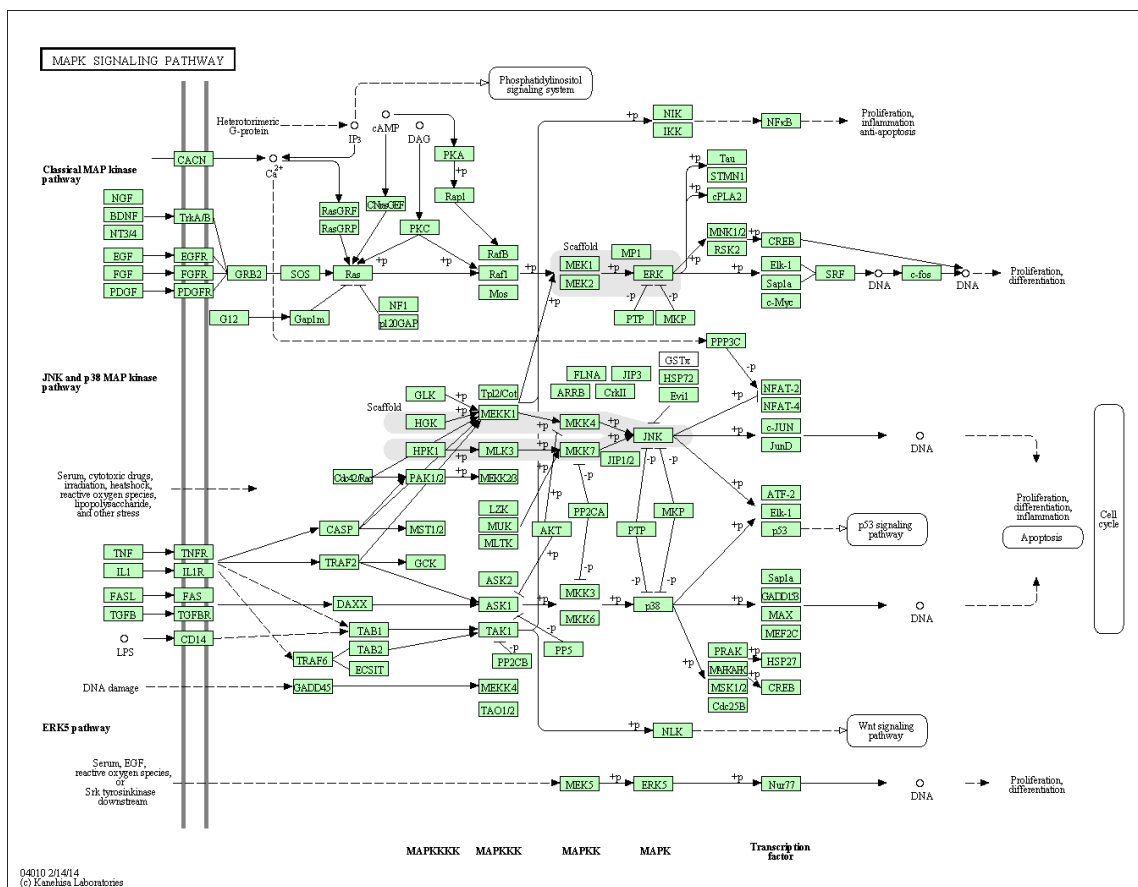 MAPK SIGNALING PATHWAY
Phosphatidylinositol
signaling system
Heterotorimeric
G-protein
IP3
cAMP
DAG
NIK
IKK
+p
NFκB
Proliferation,
inflammation
anti-apoptosis
CACN
Ca2+
PKA
+p
Rap1
Tau
STMN1
cPLA2
+p
Classical MAP kinase
pathway
NGF
BDNF
NT3/4
TrkA/B
RasGRF
RasGRP
CNrasGEF
PKC
RafB
Scaffold
MP1
MNK1/2
RSK2
+p
CREB
EGF
EGFR
FGF
FGFR
PDGF
PDGFR
GRB2
SOS
Ras
+p
+p
Raf1
Mos
+p
MEK1
MEK2
+p
ERK
+p
+p
Elk-1
Sap1a
c-Myc
SRF
DNA
c-fos
DNA
Proliferation,
differentiation
G12
Gap1m
NF1
p120GAP
+p
-p
-p
PTP
MKP
PPP3C
-p
JNK and p38 MAP kinase
pathway
Scaffold
GLK
HGK
HPK1
+p
+p
+p
+p
Tpl2/Cot
MEKK1
MLK3
MEKK2/3
+p
+p
+p
FLNA
JIP3
ARRB
CrkII
GSTπ
HSP72
Evi1
MKK4
MKK7
+p
+p
JNK
JIP1/2
+p
+p
NFAT-2
NFAT-4
c-JUN
JunD
DNA
Cdc42/Rac
PAK1/2
Serum, cytotoxic drugs,
irradiation, heatshock,
reactive oxygen species,
lipopolysaccharide,
and other stress
LZK
MUK
MLTK
-p
PP2CA
AKT
+p
-p
-p
PTP
MKP
+p
+p
ATF-2
Elk-1
p53
p53 signaling
pathway
Proliferation,
differentiation,
inflammation
Apoptosis
Cell
cycle
CASP
MST1/2
TNF
TNFR
IL1
IL1R
TRAF2
GCK
-p
-p
-p
FASL
FAS
TGFB
TGFBR
DAXX
ASK2
ASK1
+p
MKK3
MKK6
+p
p38
+p
Sap1a
GADD153
MAX
MEF2C
DNA
LPS
CD14
TAB1
TAB2
ECSIT
TRAF6
TAK1
-p
-p
PP2CB
PP5
+p
PRAK
MAPKAPK
MSK1/2
Cdc25B
+p
+p
HSP27
CREB
DNA damage
GADD45
MEKK4
TAO1/2
ERK5 pathway
+p
NLK
Wnt signaling
pathway
Serum, EGF,
reactive oxygen species,
or
Srk tyrosinkinase
downstream
MEK5
+p
ERK5
+p
Nur77
DNA
Proliferation,
differentiation
MAPKKKK
MAPKKK
MAPKK
MAPK
Transcription
factor
04010 2/14/14
(c) Kanehisa Laboratories